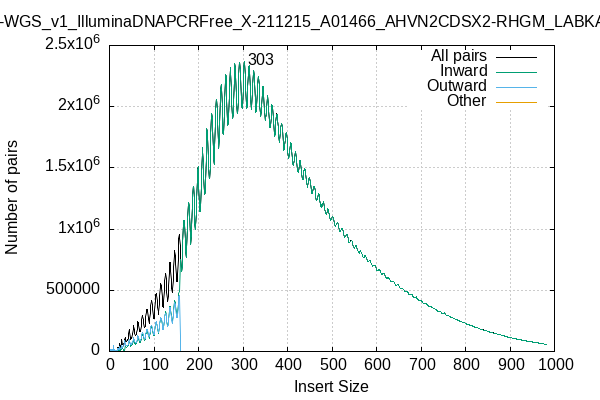 -WGS_v1_IlluminaDNAPCRFree_X-211215_A01466_AHVN2CDSX2-RHGM_LABKA
2.5x10^6
303
All pairs
Inward
Outward
Other
2x10^6
1.5x10^6
Number of pairs
1x10^6
500000
0
0 100 200 300 400 500 600 700 800 900 1000
Insert Size